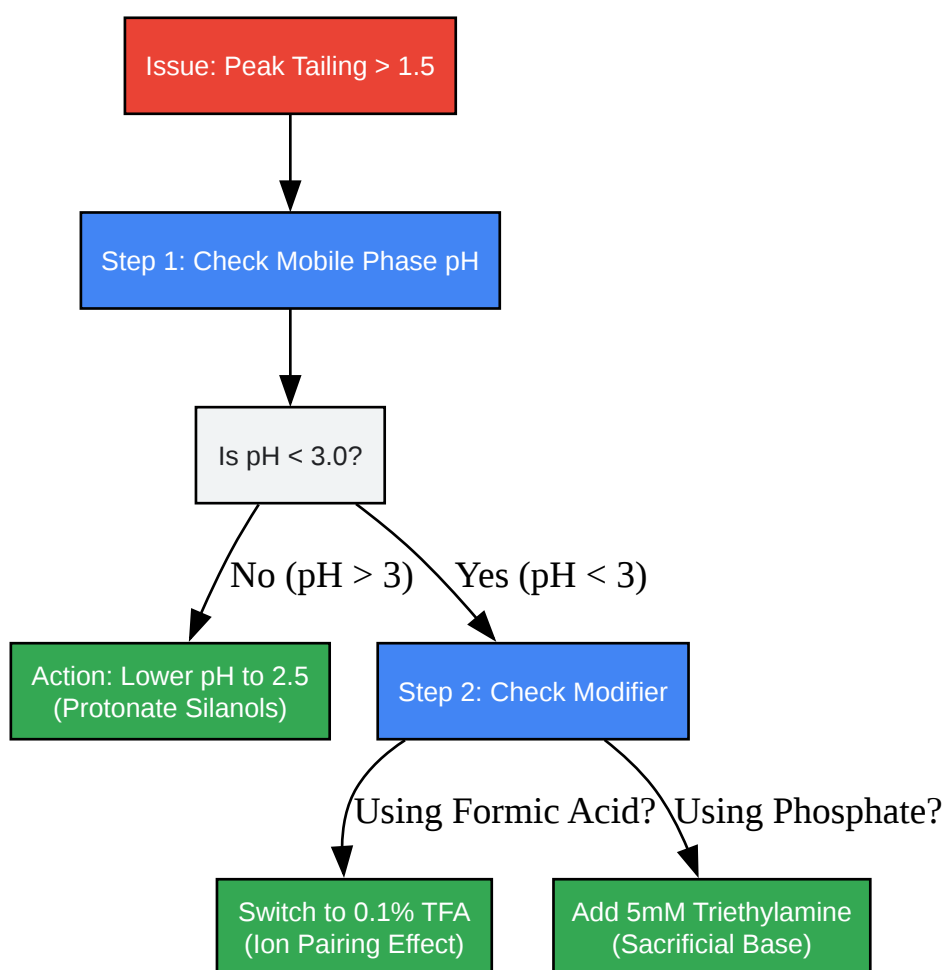 Issue: Peak Tailing > 1.5
Step 1: Check Mobile Phase pH
Is pH < 3.0?
No (pH > 3)
Yes (pH < 3)
Action: Lower pH to 2.5
(Protonate Silanols)
Step 2: Check Modifier
Using Formic Acid?
Using Phosphate?
Switch to 0.1% TFA
(Ion Pairing Effect)
Add 5mM Triethylamine
(Sacrificial Base)